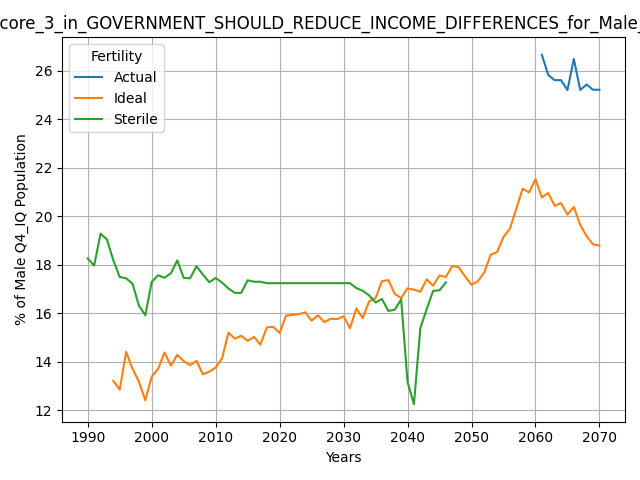 core_3_in_GOVERNMENT_SHOULD_REDUCE_INCOME_DIFFERENCES_for_Male_
Fertility
Actual
Ideal
Sterile
% of Male Q4_IQ Population
26
24
22
20
18
16
14
12
1990 2000 2010 2020 2030 2040 2050 2060 2070
Years